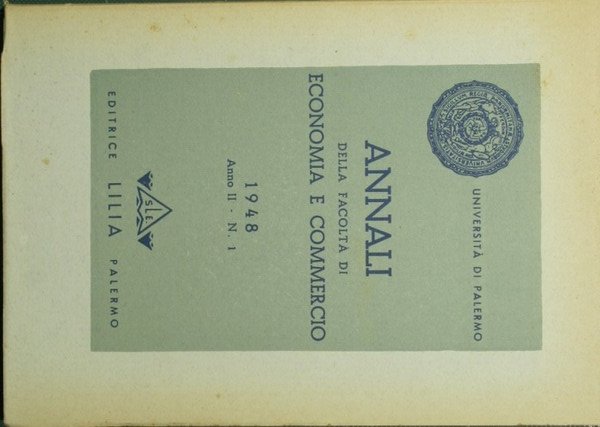 UNIVERSITÀ DI PALERMO
ANNALI
DELLA FACOLTÀ DI
ECONOMIA E COMMERCIO
1948
Anno II - N. 1
S.L.E.
EDITRICE LILIA PALERMO